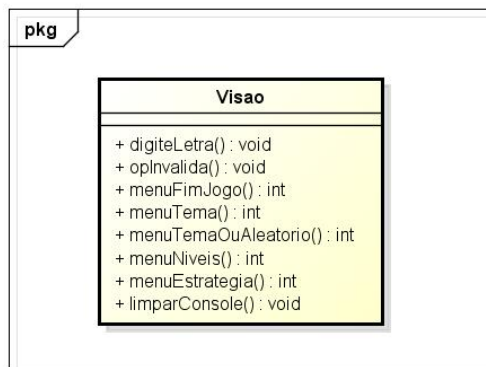 pkg
Visao
+ digiteLetra() : void
+ opInvalida() : void
+ menuFimJogo() : int
+ menuTema() : int
+ menuTemaOuAleatorio() : int
+ menuNiveis() : int
+ menuEstrategia() : int
+ limparConsole() : void